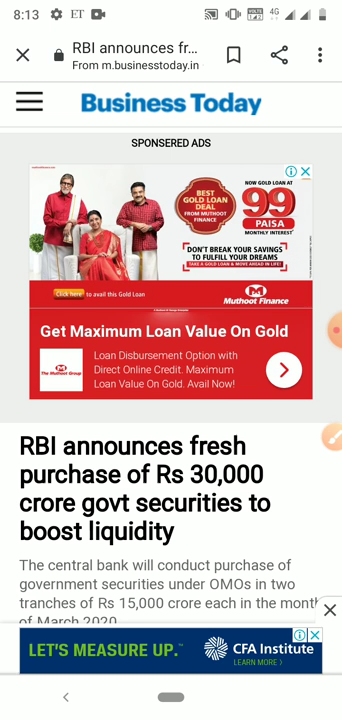 8:13 ET 4G
RBI announces fr...
From m.businesstoday.in
Business Today
SPONSERED ADS
BEST
GOLD LOAN
DEAL
FROM MUTHOOT
FINANCE
NOW GOLD LOAN AT
99
PAISA
MONTHLY INTEREST
DON'T BREAK YOUR SAVINGS
TO FULFILL YOUR DREAMS
TAKE A GOLD LOAN & MOVE AHEAD IN LIFE!
Click here to avail this Gold Loan
Muthoot Finance
Get Maximum Loan Value On Gold
The Muthoot Group
Loan Disbursement Option with
Direct Online Credit. Maximum
Loan Value On Gold. Avail Now!
RBI announces fresh
purchase of Rs 30,000
crore govt securities to
boost liquidity
The central bank will conduct purchase of
government securities under OMOs in two
tranches of Rs 15,000 crore each in the month
of March 2020
LET'S MEASURE UP.™
CFA Institute
LEARN MORE >